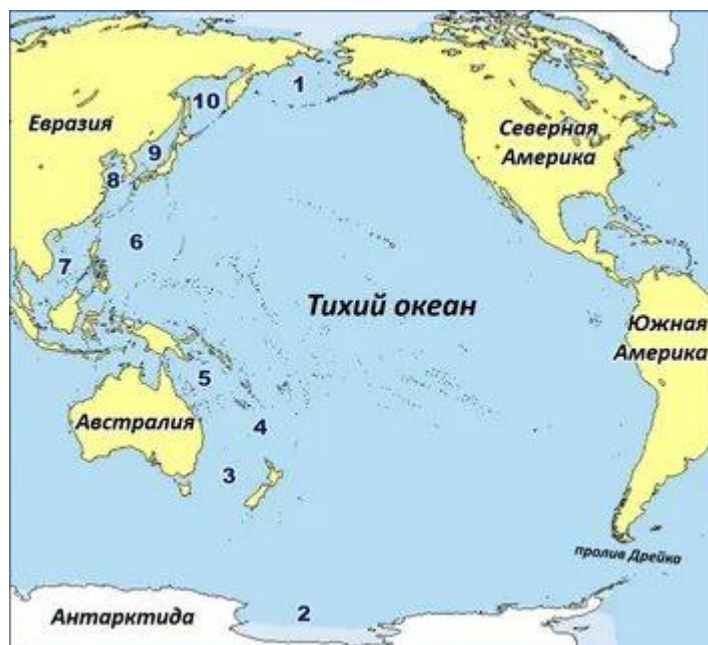 1
10
Евразия
Северная
Америка
9
8
6
7
Тихий океан
Южная
Америка
5
Австралия
4
3
пролив Дрейка
2
Антарктида